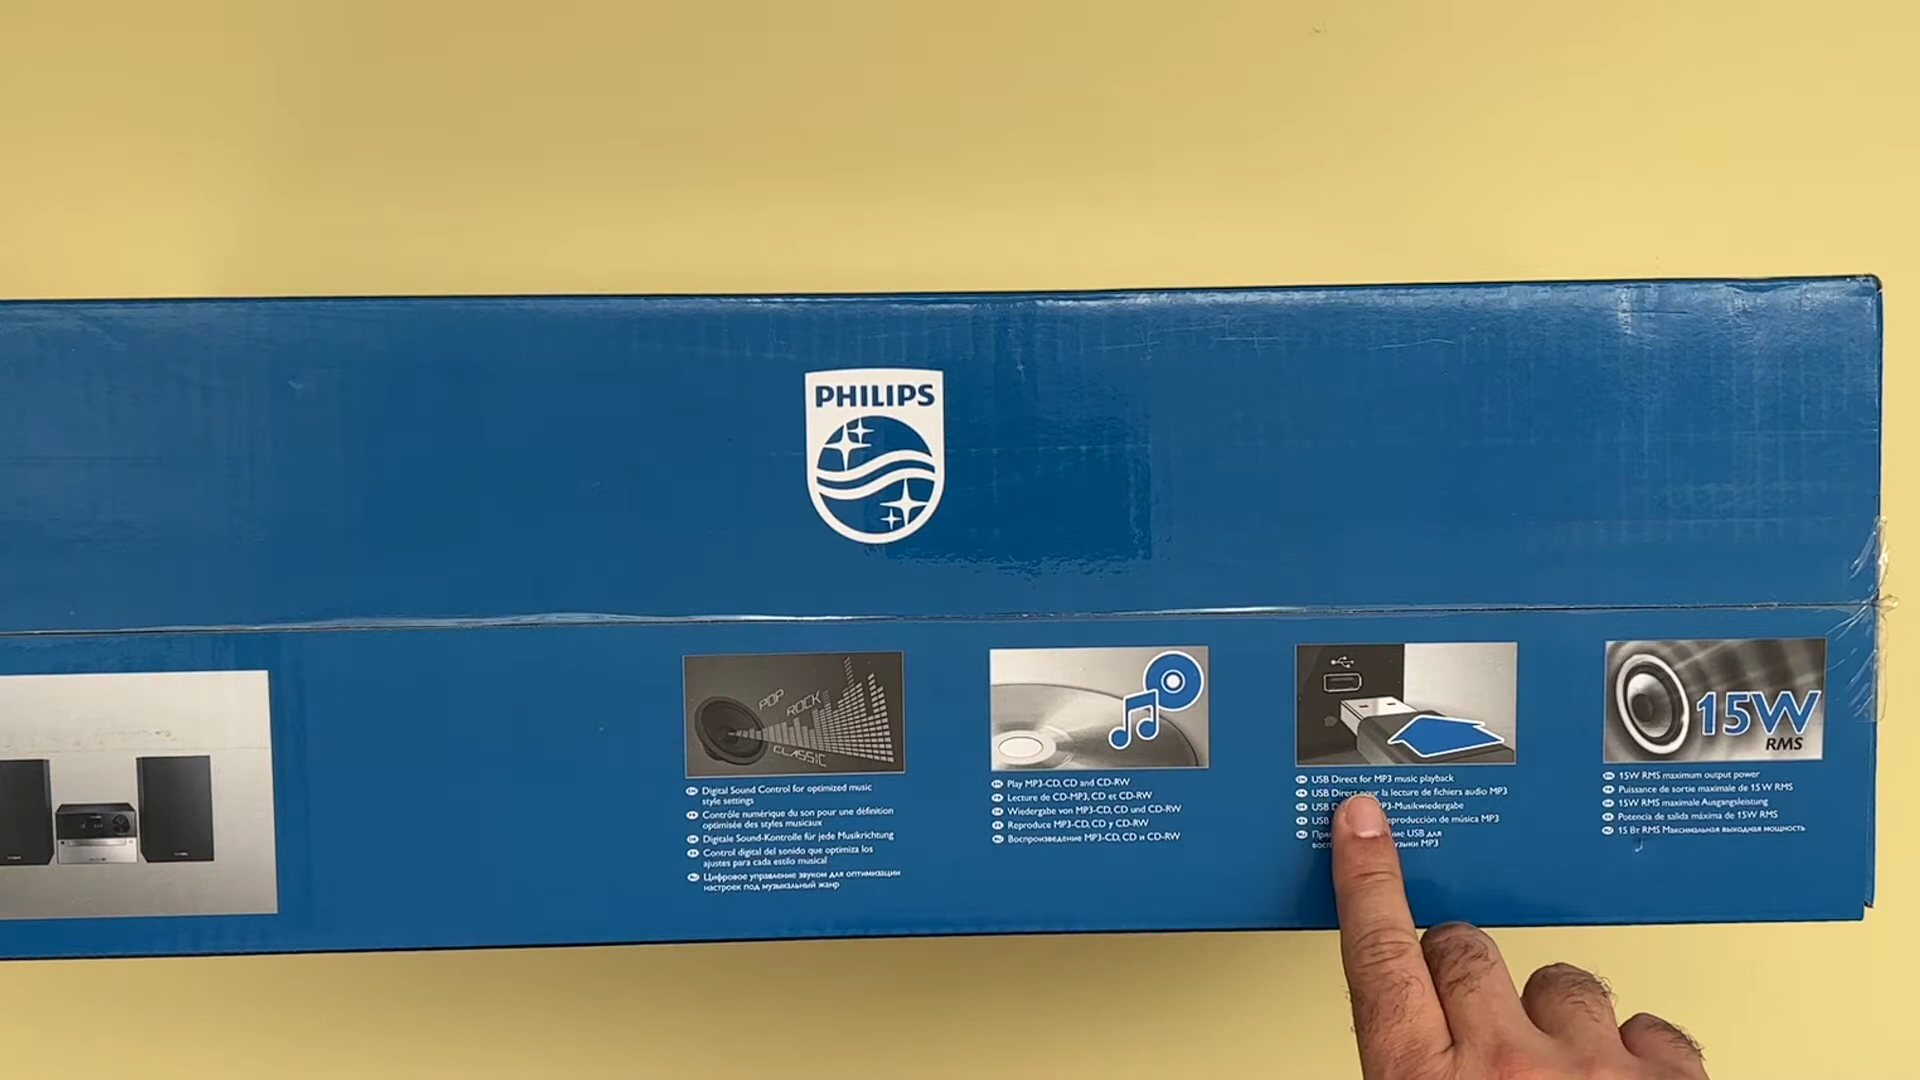 PHILIPS
POP
ROCK
CLASSIC
Digital Sound Control for optimized music
style settings
Contrôle numérique du son pour une définition
optimisée des styles musicaux
Digitale Sound-Kontrolle für jede Musikrichtung
Control digital del sonido que optimiza los
ajustes para cada estilo musical
Цифровое управление звуком для оптимизации
настроек под музыкальный жанр
Play MP3-CD, CD and CD-RW
Lecture de CD-MP3, CD et CD-RW
Wiedergabe von MP3-CD, CD und CD-RW
Reproduce MP3-CD, CD y CD-RW
Воспроизведение MP3-CD, CD и CD-RW
USB Direct for MP3 music playback
USB Direct pour la lecture de fichiers audio MP3
USB MP3-Musikwiedergabe
USB reproducción de música MP3
USB для
MP3
15W
RMS
15W RMS maximum output power
Puissance de sortie maximale de 15 W RMS
15W RMS maximale Ausgangsleistung
Potencia de salida máxima de 15W RMS
15 Вт RMS Максимальная выходная мощность